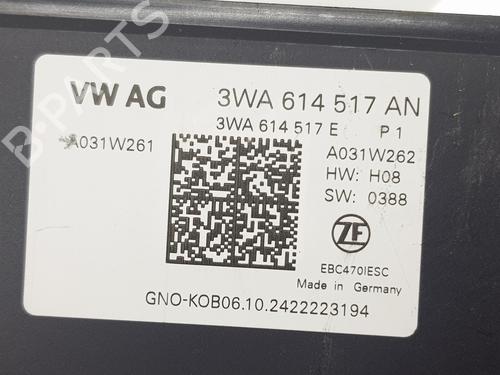 B-PARTS
VW AG 3WA 614 517 AN
3WA 614 517 E P 1
A031W261 A031W262
HW: H08
SW: 0388
ZF
EBC470IESC
Made in Germany
GNO-KOB06.10.2422223194